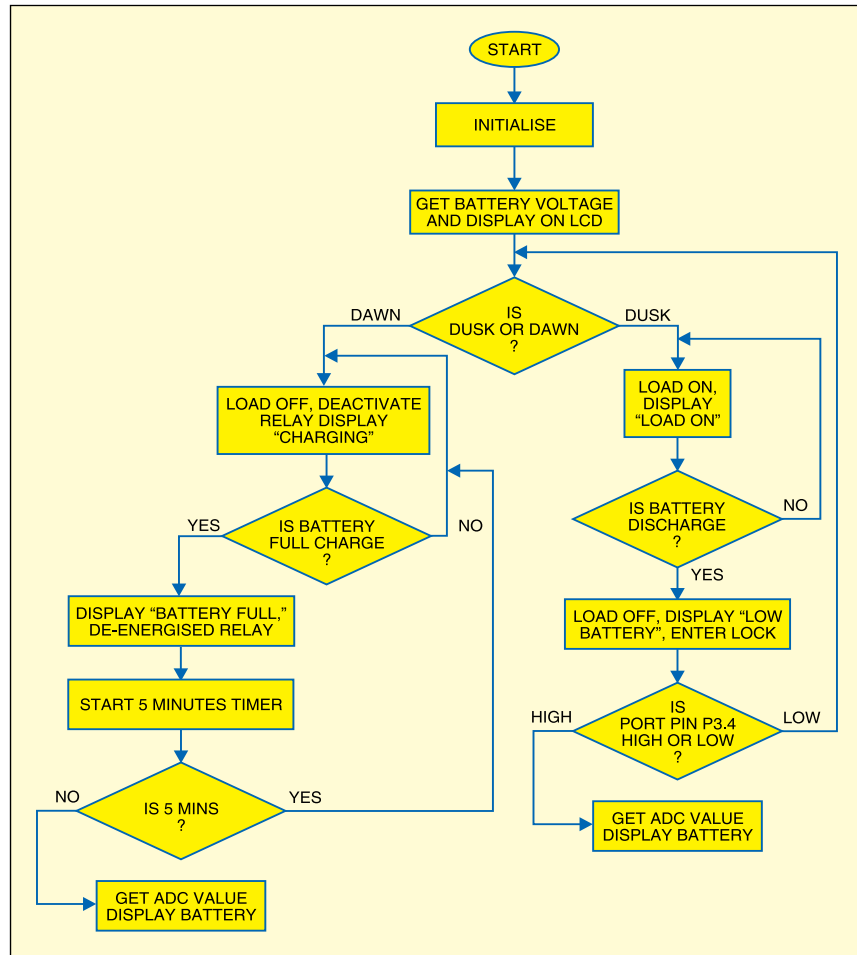 START
INITIALISE
GET BATTERY VOLTAGE
AND DISPLAY ON LCD
IS
DUSK OR DAWN
?
DAWN
DUSK
LOAD OFF, DEACTIVATE
RELAY DISPLAY
“CHARGING”
IS BATTERY
FULL CHARGE
?
YES
NO
DISPLAY “BATTERY FULL,”
DE-ENERGISED RELAY
START 5 MINUTES TIMER
IS 5 MINS
?
NO
YES
GET ADC VALUE
DISPLAY BATTERY
LOAD ON,
DISPLAY
“LOAD ON”
IS BATTERY
DISCHARGE
?
NO
YES
LOAD OFF, DISPLAY “LOW
BATTERY”, ENTER LOCK
IS
PORT PIN P3.4
HIGH OR LOW
?
HIGH
LOW
GET ADC VALUE
DISPLAY BATTERY